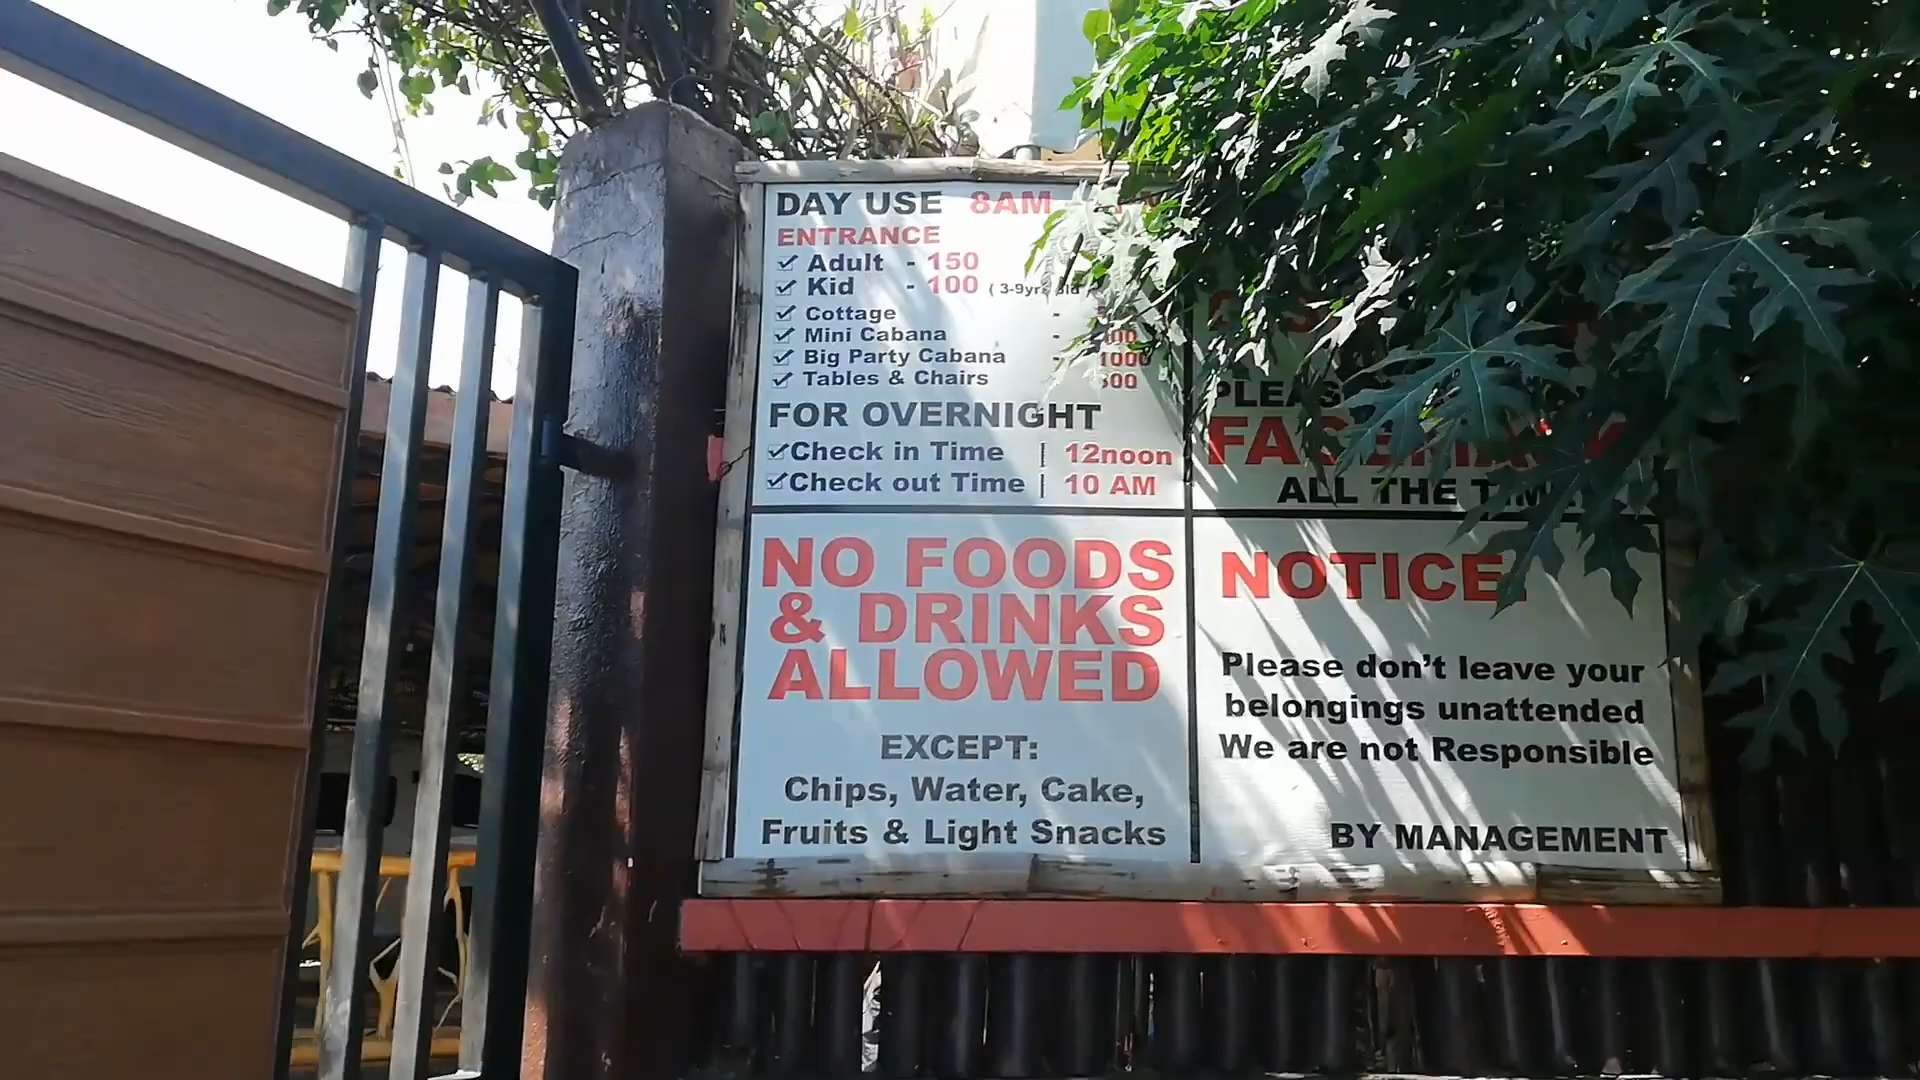 DAY USE 8AM
ENTRANCE
Adult - 150
Kid - 100 ( 3-9yrs old )
Cottage -
Mini Cabana -
Big Party Cabana - 1000
Tables & Chairs
FOR OVERNIGHT
Check in Time | 12noon
Check out Time | 10 AM
ALL THE TIME
NO FOODS
& DRINKS
ALLOWED
EXCEPT:
Chips, Water, Cake,
Fruits & Light Snacks
NOTICE
Please don't leave your
belongings unattended
We are not Responsible
BY MANAGEMENT